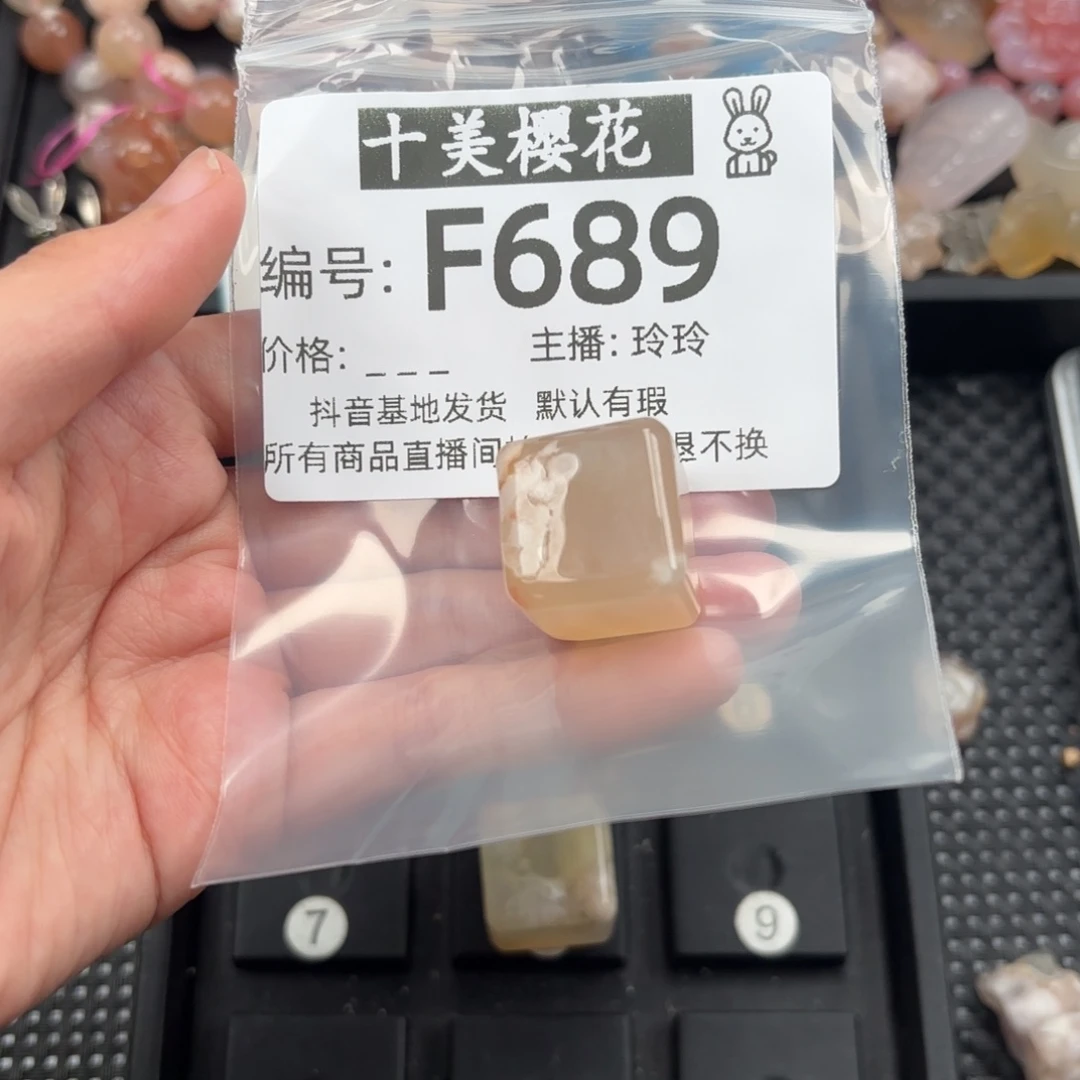 十美樱花
编号: F689
价格: _ _ _ 主播: 玲玲
抖音基地发货 默认有瑕
所有商品直播间 退不换
7
9